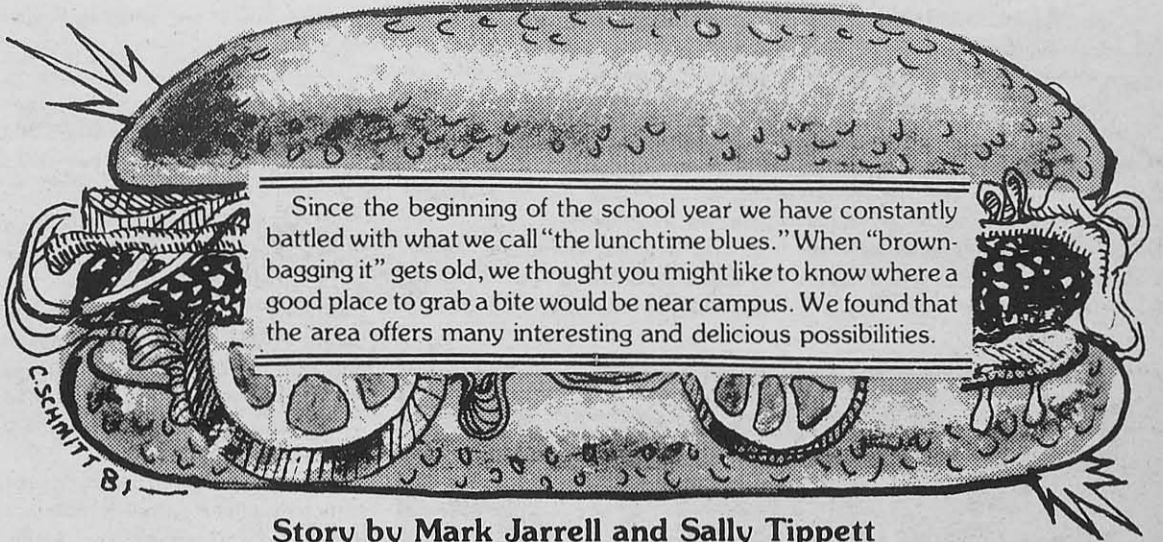 Since the beginning of the school year we have constantly
battled with what we call "the lunchtime blues." When "brown-
bagging it" gets old, we thought you might like to know where a
good place to grab a bite would be near campus. We found that
the area offers many interesting and delicious possibilities.
C. SCHMITT
81
Story by Mark Jarrell and Sally Tippett